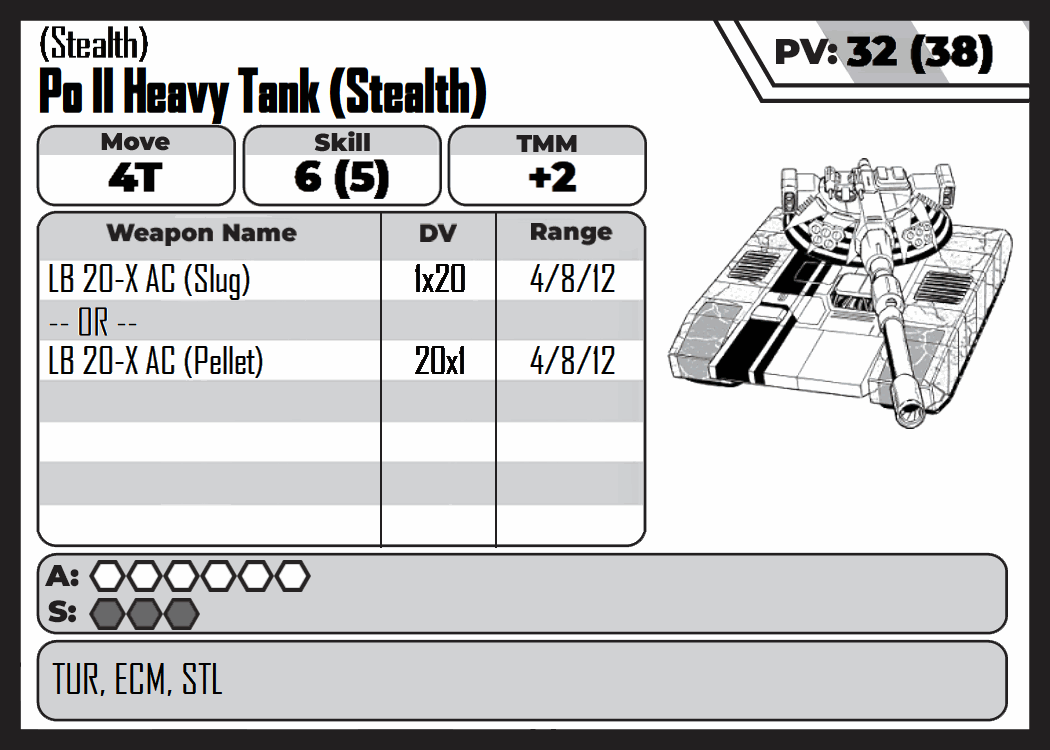 (Stealth)
Po II Heavy Tank (Stealth)
PV: 32 (38)
Move Skill TMM
4T 6 (5) +2
Weapon Name DV Range
LB 20-X AC (Slug) 1x20 4/8/12
-- OR --
LB 20-X AC (Pellet) 20x1 4/8/12
A:
S:
TUR, ECM, STL